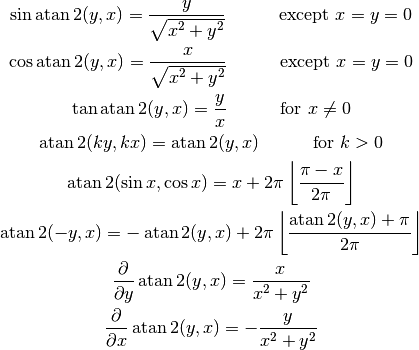 sin atan 2(y, x) = y / √(x² + y²) except x = y = 0
cos atan 2(y, x) = x / √(x² + y²) except x = y = 0
tan atan 2(y, x) = y / x for x ≠ 0
atan 2(ky, kx) = atan 2(y, x) for k > 0
atan 2(sin x, cos x) = x + 2π ⌊(π − x) / 2π⌋
atan 2(−y, x) = − atan 2(y, x) + 2π ⌊(atan 2(y, x) + π) / 2π⌋
∂/∂y atan 2(y, x) = x / (x² + y²)
∂/∂x atan 2(y, x) = − y / (x² + y²)